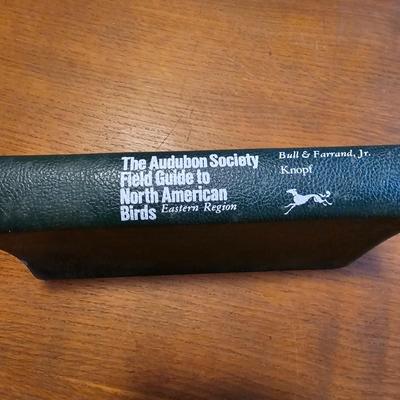 The Audubon Society
Field Guide to
North American
Birds Eastern Region
Bull & Farrand, Jr.
Knopf